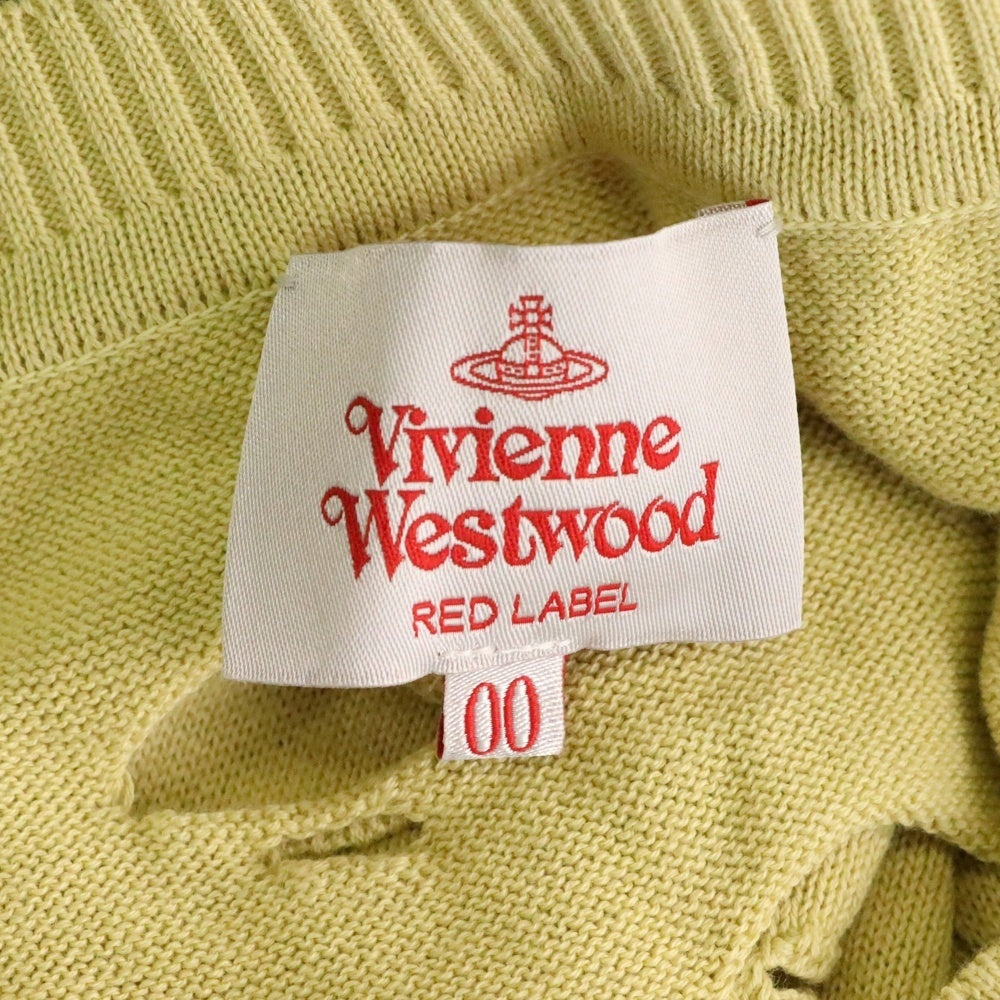 Vivienne
Westwood
RED LABEL
00